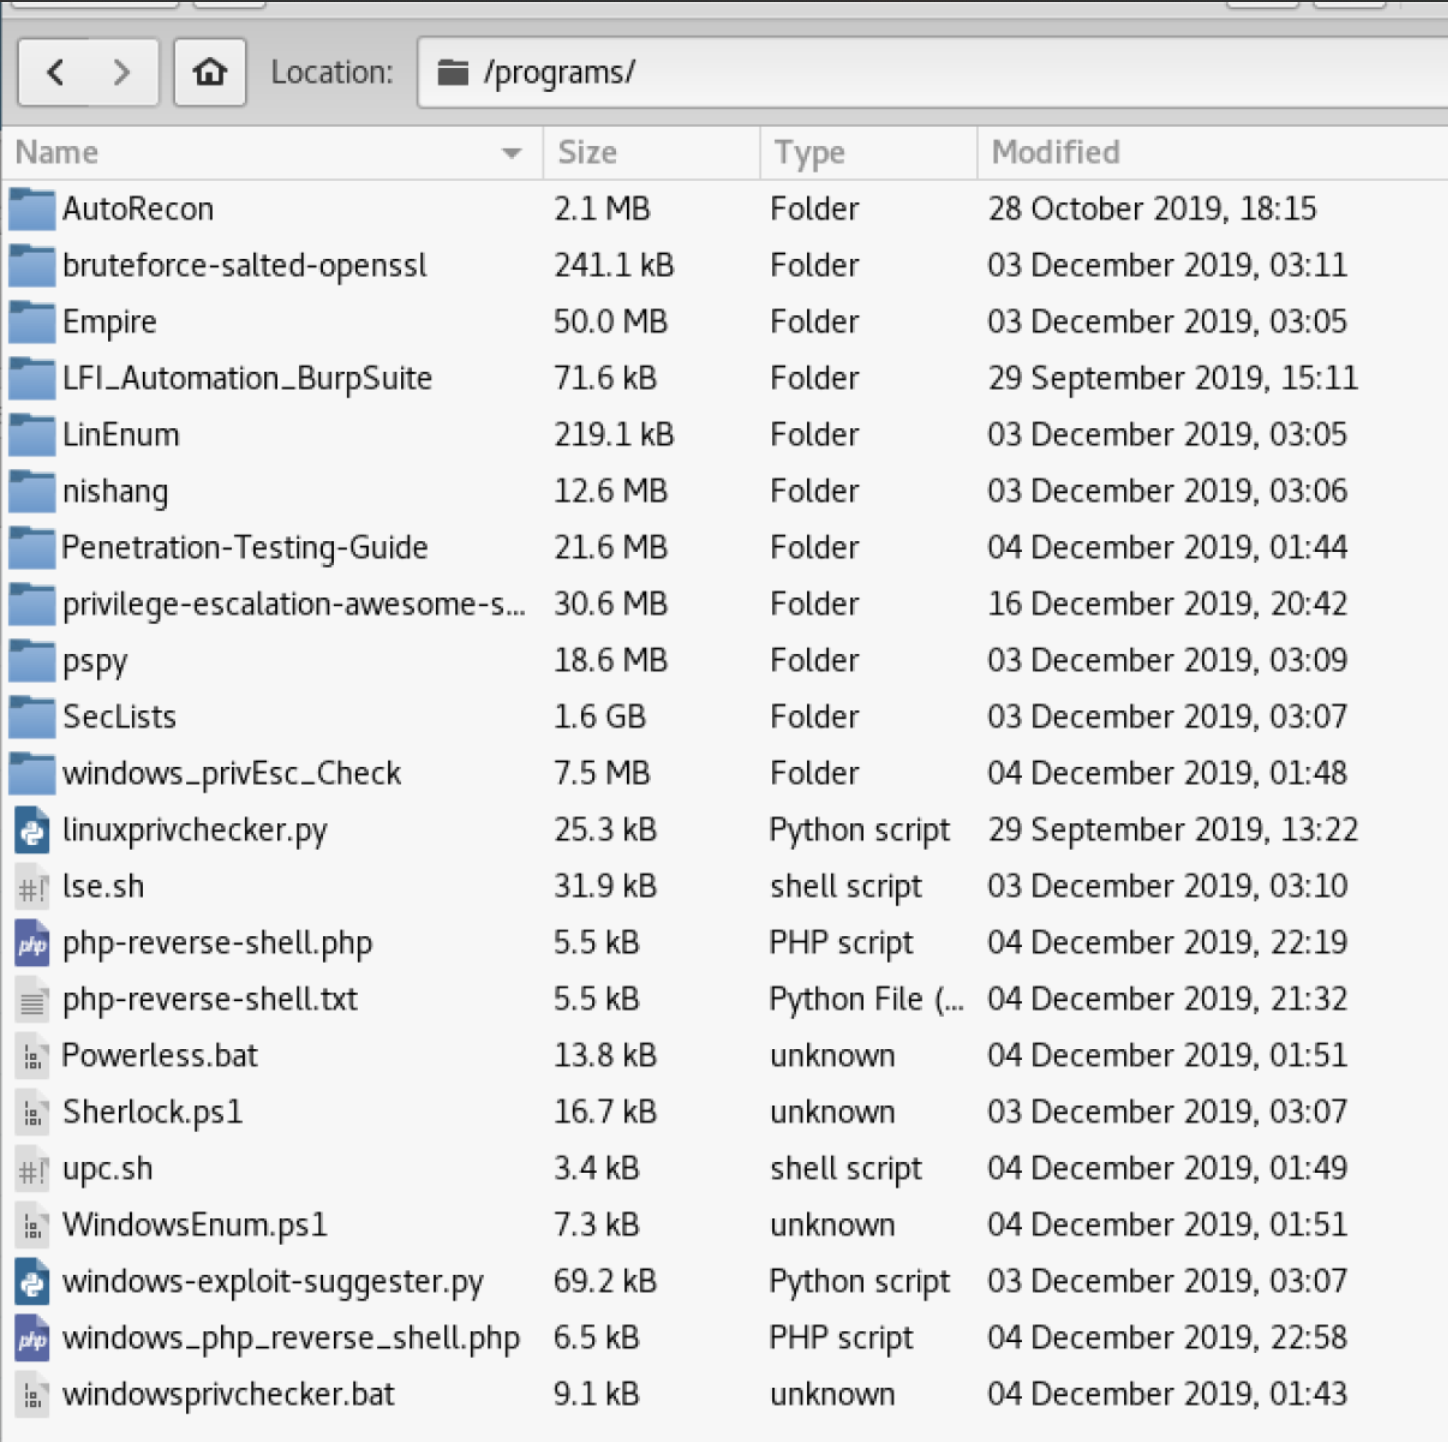 Location: /programs/
Name Size Type Modified
AutoRecon 2.1 MB Folder 28 October 2019, 18:15
bruteforce-salted-openssl 241.1 kB Folder 03 December 2019, 03:11
Empire 50.0 MB Folder 03 December 2019, 03:05
LFI_Automation_BurpSuite 71.6 kB Folder 29 September 2019, 15:11
LinEnum 219.1 kB Folder 03 December 2019, 03:05
nishang 12.6 MB Folder 03 December 2019, 03:06
Penetration-Testing-Guide 21.6 MB Folder 04 December 2019, 01:44
privilege-escalation-awesome-s... 30.6 MB Folder 16 December 2019, 20:42
pspy 18.6 MB Folder 03 December 2019, 03:09
SecLists 1.6 GB Folder 03 December 2019, 03:07
windows_privEsc_Check 7.5 MB Folder 04 December 2019, 01:48
linuxprivchecker.py 25.3 kB Python script 29 September 2019, 13:22
#! lse.sh 31.9 kB shell script 03 December 2019, 03:10
php php-reverse-shell.php 5.5 kB PHP script 04 December 2019, 22:19
php-reverse-shell.txt 5.5 kB Python File (... 04 December 2019, 21:32
Powerless.bat 13.8 kB unknown 04 December 2019, 01:51
Sherlock.ps1 16.7 kB unknown 03 December 2019, 03:07
#! upc.sh 3.4 kB shell script 04 December 2019, 01:49
WindowsEnum.ps1 7.3 kB unknown 04 December 2019, 01:51
windows-exploit-suggester.py 69.2 kB Python script 03 December 2019, 03:07
php windows_php_reverse_shell.php 6.5 kB PHP script 04 December 2019, 22:58
windowsprivchecker.bat 9.1 kB unknown 04 December 2019, 01:43